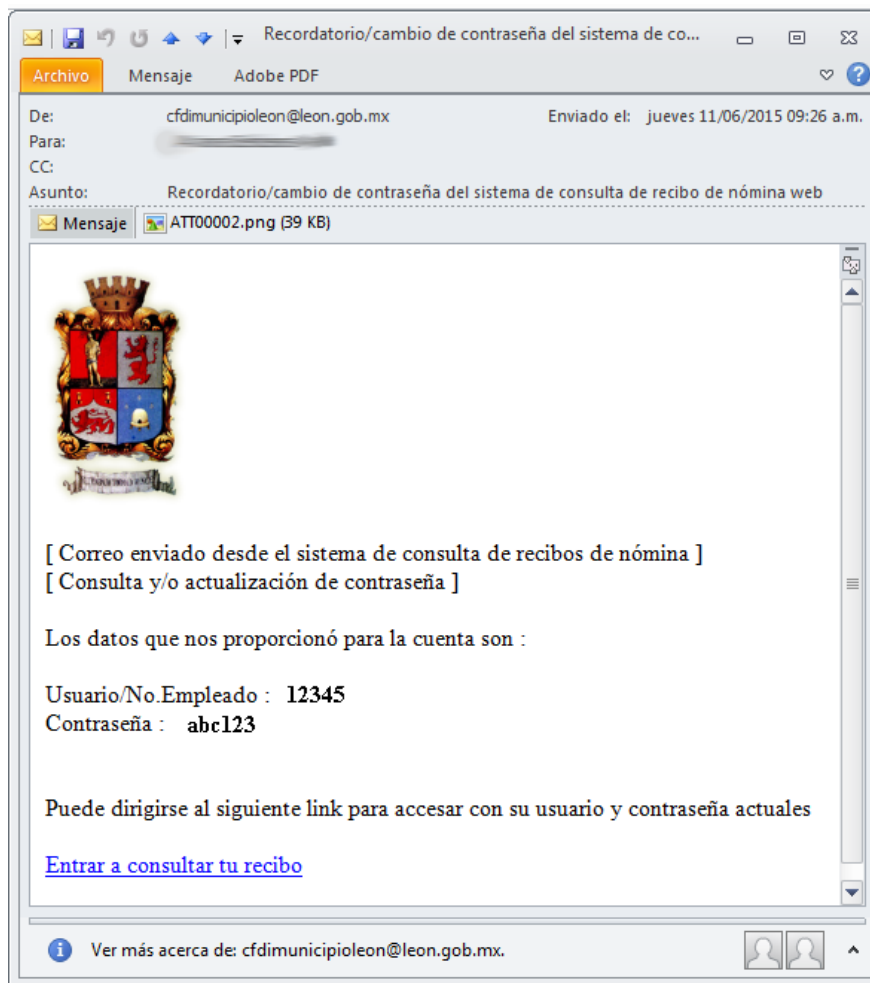 Recordatorio/cambio de contraseña del sistema de co...
Archivo Mensaje Adobe PDF
De: cfdimunicipioleon@leon.gob.mx Enviado el: jueves 11/06/2015 09:26 a.m.
Para:
CC:
Asunto: Recordatorio/cambio de contraseña del sistema de consulta de recibo de nómina web
Mensaje ATT00002.png (39 KB)
[ Correo enviado desde el sistema de consulta de recibos de nómina ]
[ Consulta y/o actualización de contraseña ]
Los datos que nos proporcionó para la cuenta son :
Usuario/No.Empleado : 12345
Contraseña : abc123
Puede dirigirse al siguiente link para accesar con su usuario y contraseña actuales
Entrar a consultar tu recibo
Ver más acerca de: cfdimunicipioleon@leon.gob.mx.